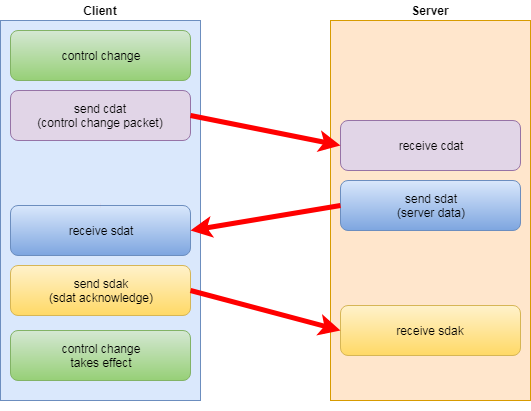 Client
Server
control change
send cdat
(control change packet)
receive cdat
send sdat
(server data)
receive sdat
send sdak
(sdat acknowledge)
receive sdak
control change
takes effect